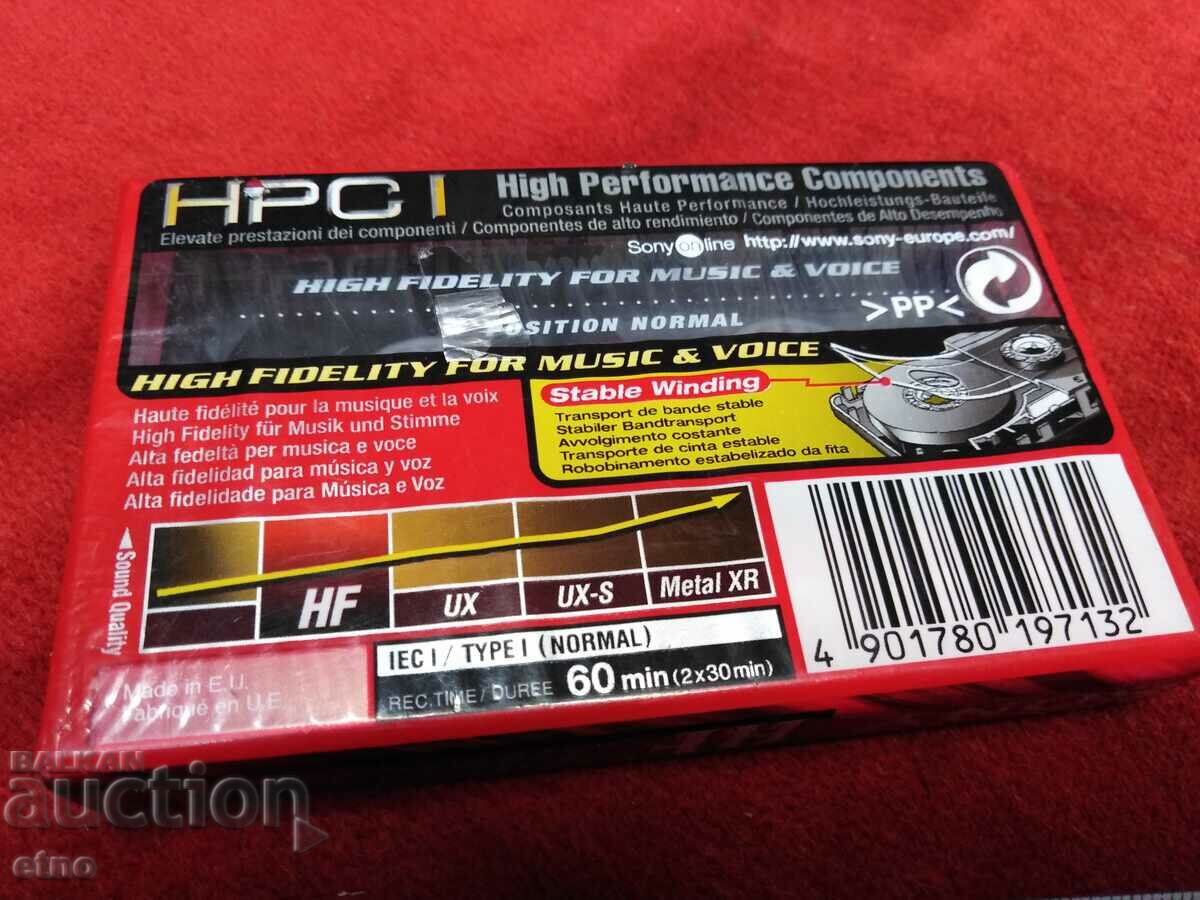 HPC I High Performance Components
Composants Haute Performance / Hochleistungs-Bauteile
Elevate prestazioni dei componenti / Componentes de alto rendimiento / Componentes de Alto Desempenho
Sony on line http://www.sony-europe.com/
HIGH FIDELITY FOR MUSIC & VOICE
>PP<
POSITION NORMAL
HIGH FIDELITY FOR MUSIC & VOICE
Stable Winding
Transport de bande stable
Stabiler Bandtransport
Avvolgimento costante
Transporte de cinta estable
Robobinamento estabelizado da fita
Haute fidélité pour la musique et la voix
High Fidelity für Musik und Stimme
Alta fedeltà per musica e voce
Alta fidelidad para música y voz
Alta fidelidade para Música e Voz
Sound Quality
HF UX UX-S Metal XR
IEC I / TYPE I (NORMAL)
REC.TIME / DUREE 60 min (2x30min)
Made in E.U.
Fabriqué en U.E.
4 901780 197132
HF
BALKAN
auction
etno